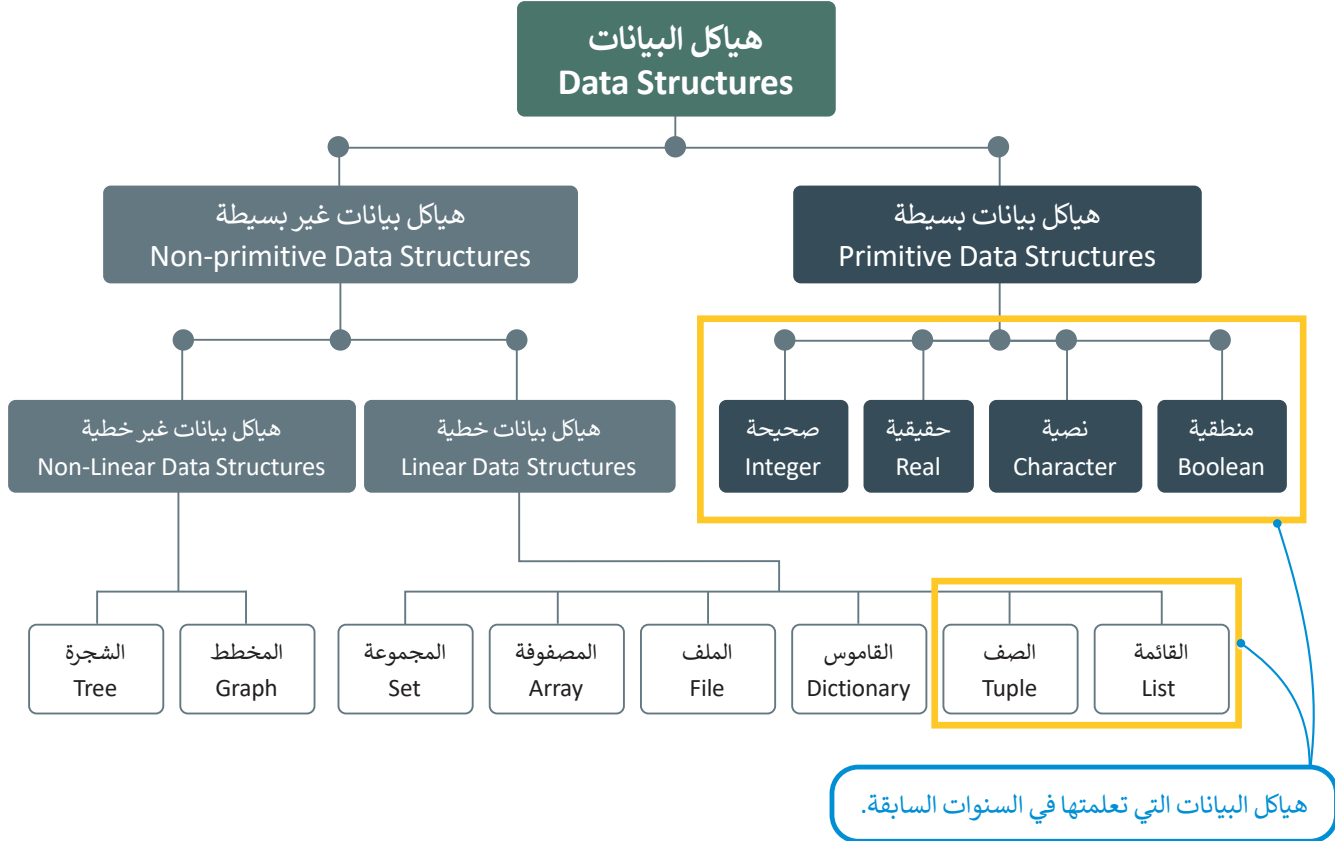 هياكل البيانات
Data Structures
هياكل بيانات بسيطة
Primitive Data Structures
هياكل بيانات غير بسيطة
Non-primitive Data Structures
منطقية
Boolean
نصية
Character
حقيقية
Real
صحيحة
Integer
هياكل بيانات خطية
Linear Data Structures
هياكل بيانات غير خطية
Non-Linear Data Structures
القائمة
List
الصف
Tuple
القاموس
Dictionary
الملف
File
المصفوفة
Array
المجموعة
Set
المخطط
Graph
الشجرة
Tree
هياكل البيانات التي تعلمتها في السنوات السابقة.